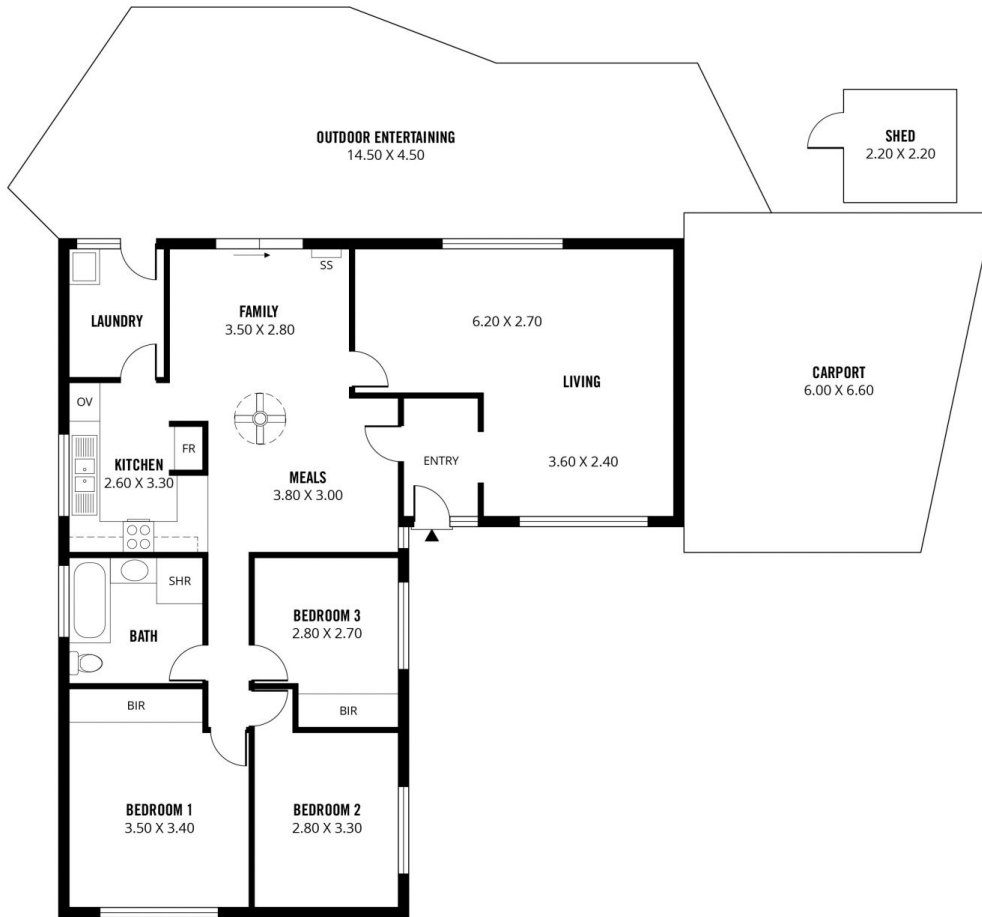 OUTDOOR ENTERTAINING
14.50 X 4.50
SHED
2.20 X 2.20
SS
LAUNDRY
FAMILY
3.50 X 2.80
6.20 X 2.70
LIVING
CARPORT
6.00 X 6.60
OV
FR
KITCHEN
2.60 X 3.30
MEALS
3.80 X 3.00
ENTRY
3.60 X 2.40
SHR
BATH
BEDROOM 3
2.80 X 2.70
BIR
BIR
BEDROOM 1
3.50 X 3.40
BEDROOM 2
2.80 X 3.30